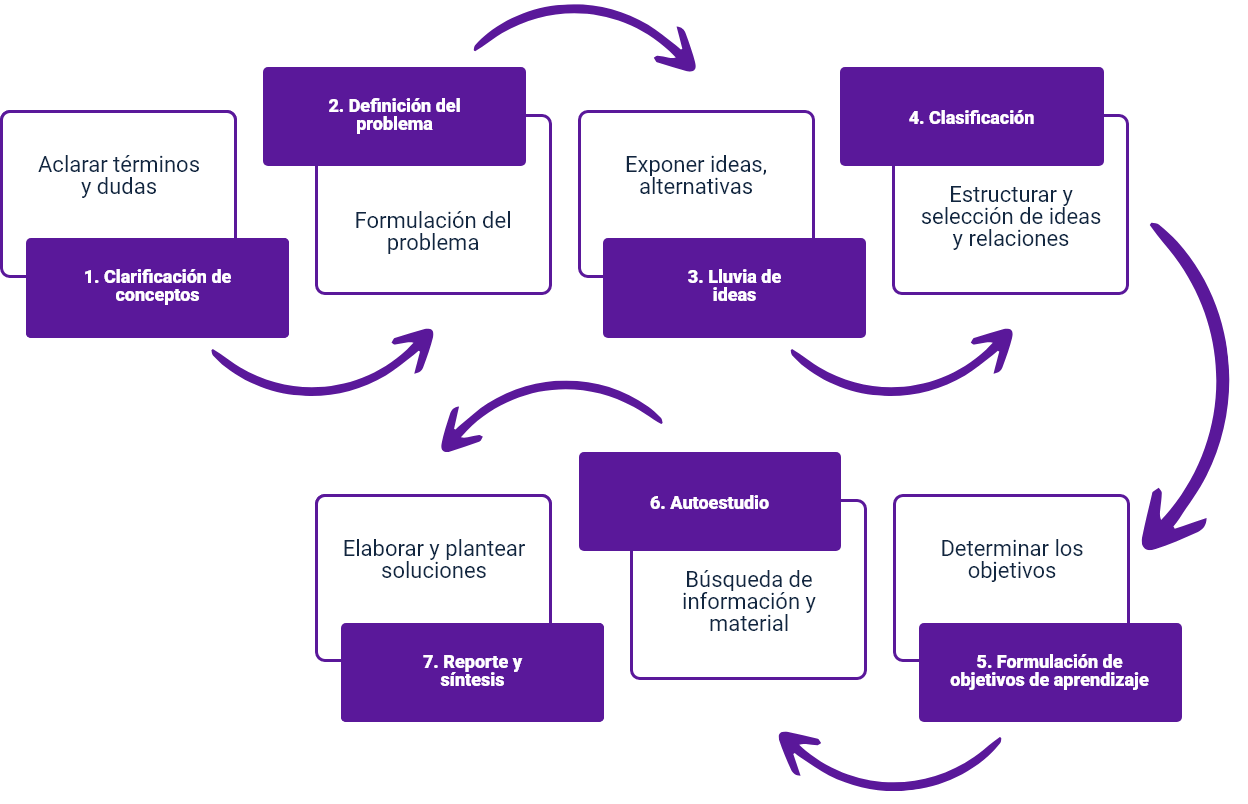 Aclarar términos
y dudas
1. Clarificación de
conceptos
2. Definición del
problema
Formulación del
problema
Exponer ideas,
alternativas
3. Lluvia de
ideas
4. Clasificación
Estructurar y
selección de ideas
y relaciones
Determinar los
objetivos
5. Formulación de
objetivos de aprendizaje
6. Autoestudio
Búsqueda de
información y
material
Elaborar y plantear
soluciones
7. Reporte y
síntesis